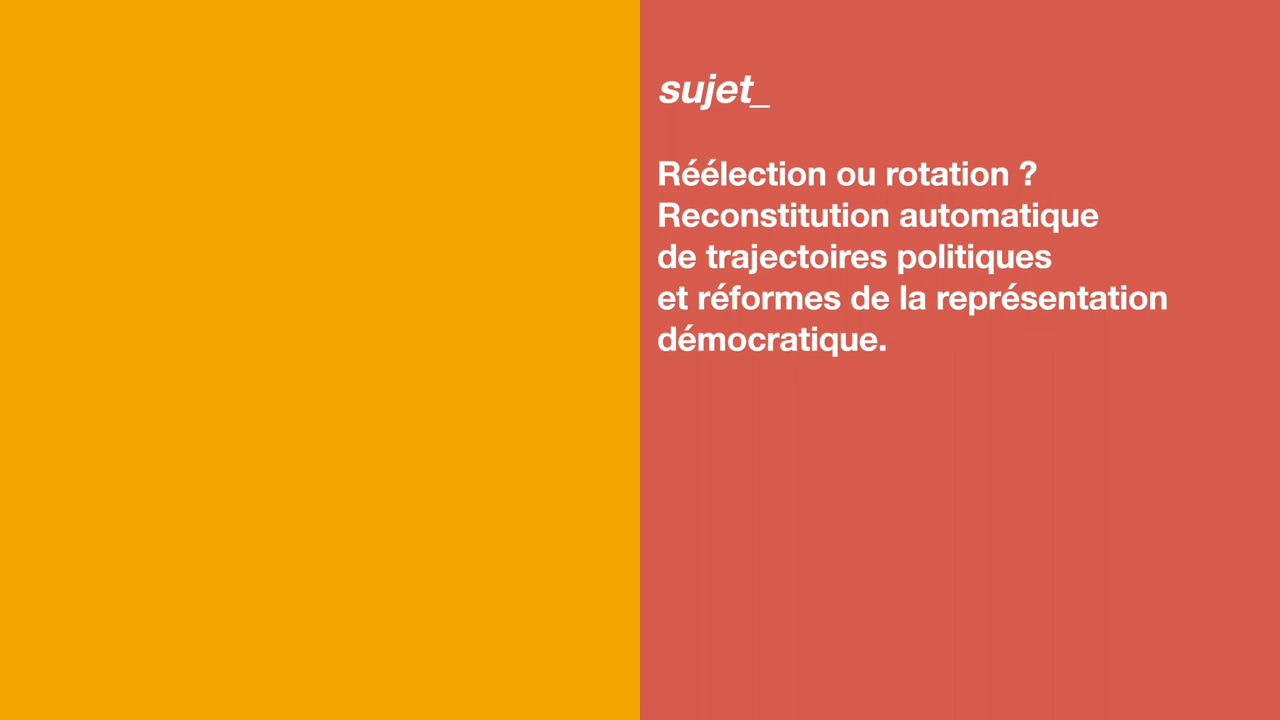 sujet_
Réélection ou rotation ?
Reconstitution automatique
de trajectoires politiques
et réformes de la représentation
démocratique.